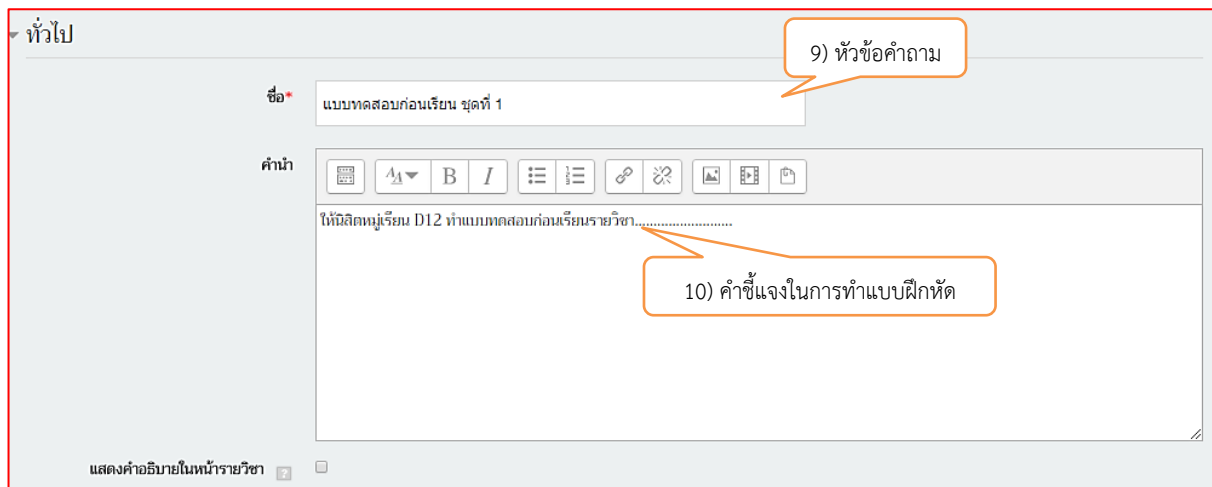 ทั่วไป
9) หัวข้อคำถาม
ชื่อ*
แบบทดสอบก่อนเรียน ชุดที่ 1
คำนำ
B I
ให้นิสิตหมู่เรียน D12 ทำแบบทดสอบก่อนเรียนรายวิชา..........................
10) คำชี้แจงในการทำแบบฝึกหัด
แสดงคำอธิบายในหน้ารายวิชา ?